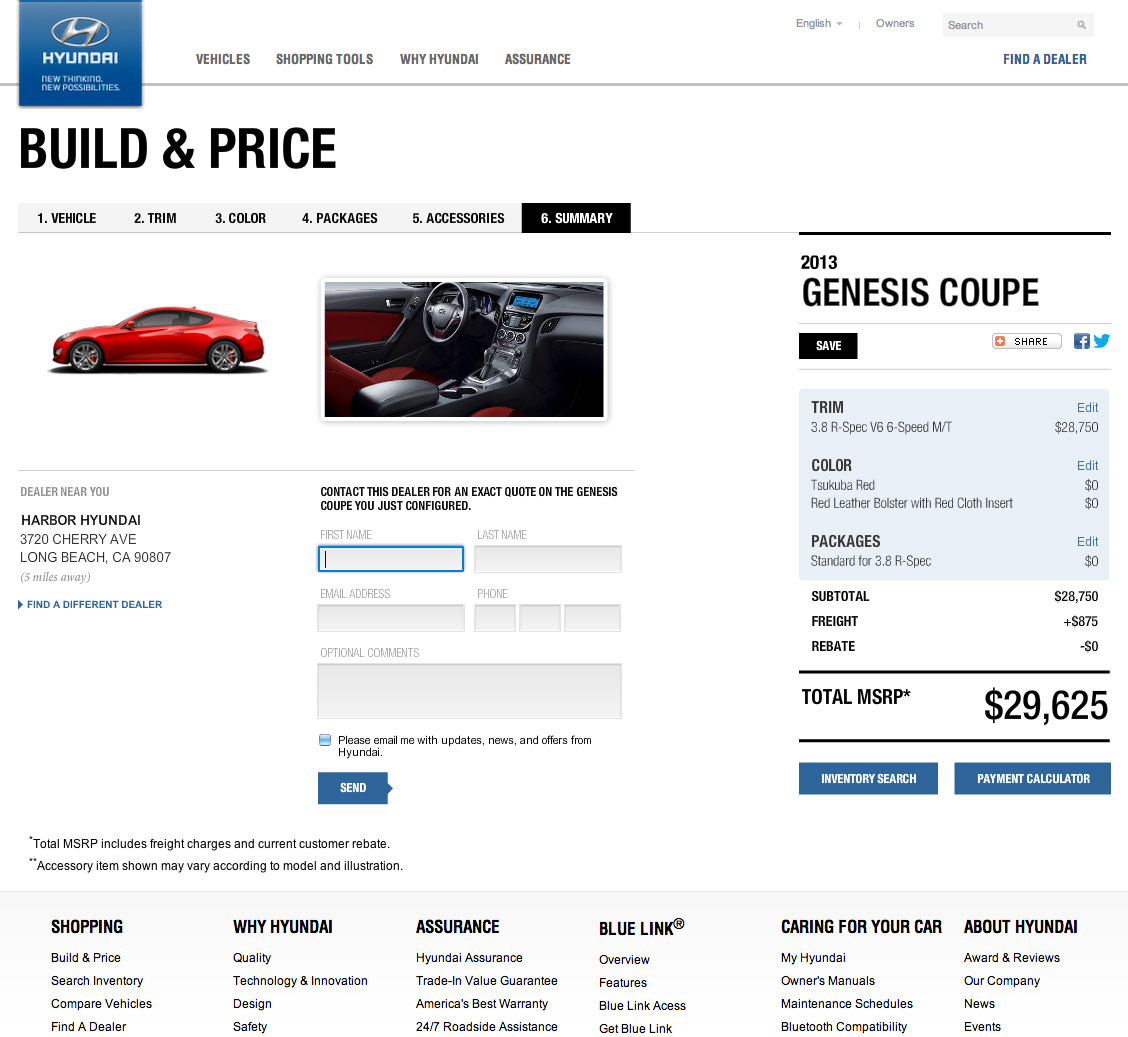 HYUNDAI
NEW THINKING.
NEW POSSIBILITIES.
English
Owners
Search
VEHICLES
SHOPPING TOOLS
WHY HYUNDAI
ASSURANCE
FIND A DEALER
BUILD & PRICE
1. VEHICLE
2. TRIM
3. COLOR
4. PACKAGES
5. ACCESSORIES
6. SUMMARY
DEALER NEAR YOU
HARBOR HYUNDAI
3720 CHERRY AVE
LONG BEACH, CA 90807
(5 miles away)
FIND A DIFFERENT DEALER
CONTACT THIS DEALER FOR AN EXACT QUOTE ON THE GENESIS
COUPE YOU JUST CONFIGURED.
FIRST NAME
LAST NAME
EMAIL ADDRESS
PHONE
OPTIONAL COMMENTS
Please email me with updates, news, and offers from
Hyundai.
SEND
2013
GENESIS COUPE
SAVE
SHARE
TRIM Edit
3.8 R-Spec V6 6-Speed M/T $28,750
COLOR Edit
Tsukuba Red $0
Red Leather Bolster with Red Cloth Insert $0
PACKAGES Edit
Standard for 3.8 R-Spec $0
SUBTOTAL $28,750
FREIGHT +$875
REBATE -$0
TOTAL MSRP* $29,625
INVENTORY SEARCH
PAYMENT CALCULATOR
*Total MSRP includes freight charges and current customer rebate.
**Accessory item shown may vary according to model and illustration.
SHOPPING
Build & Price
Search Inventory
Compare Vehicles
Find A Dealer
WHY HYUNDAI
Quality
Technology & Innovation
Design
Safety
ASSURANCE
Hyundai Assurance
Trade-In Value Guarantee
America's Best Warranty
24/7 Roadside Assistance
BLUE LINK®
Overview
Features
Blue Link Acess
Get Blue Link
CARING FOR YOUR CAR
My Hyundai
Owner's Manuals
Maintenance Schedules
Bluetooth Compatibility
ABOUT HYUNDAI
Award & Reviews
Our Company
News
Events